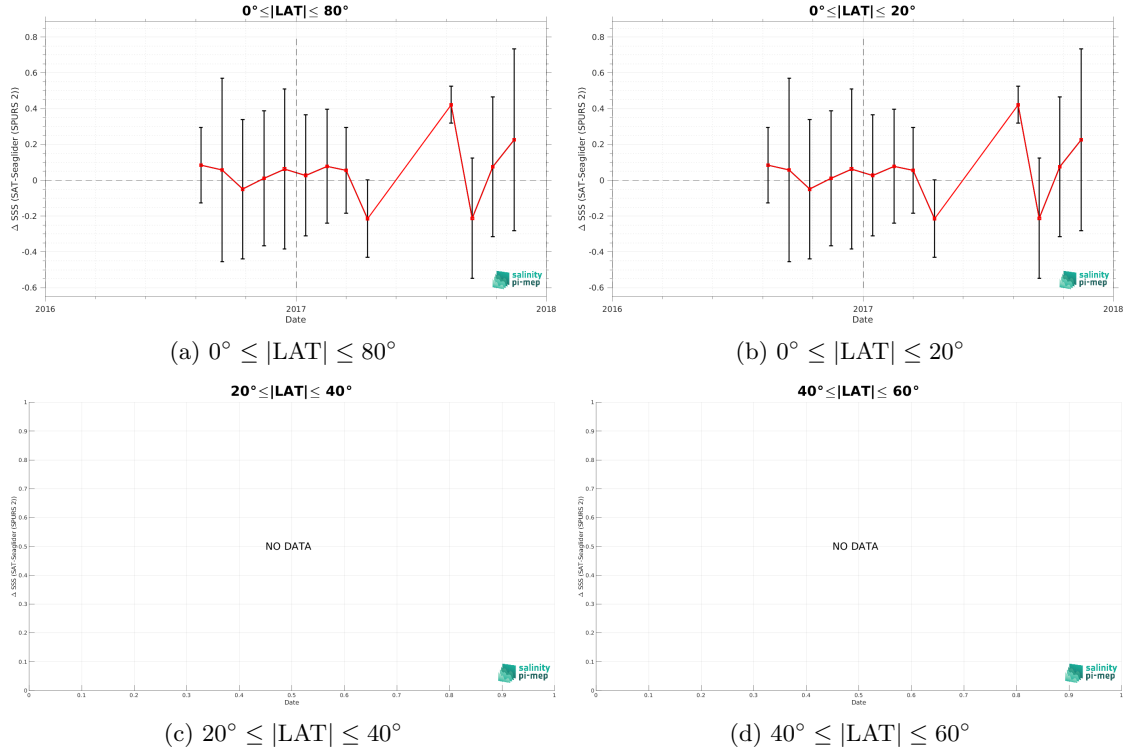 0°≤|LAT|≤ 80°
Δ SSS (SAT-Seaglider (SPURS 2))
0.8
0.6
0.4
0.2
0
-0.2
-0.4
-0.6
2016
2017
2018
Date
salinity
pi-mep
(a) 0° ≤ |LAT| ≤ 80°
0°≤|LAT|≤ 20°
Δ SSS (SAT-Seaglider (SPURS 2))
0.8
0.6
0.4
0.2
0
-0.2
-0.4
-0.6
2016
2017
2018
Date
salinity
pi-mep
(b) 0° ≤ |LAT| ≤ 20°
20°≤|LAT|≤ 40°
Δ SSS (SAT-Seaglider (SPURS 2))
1
0.9
0.8
0.7
0.6
0.5
0.4
0.3
0.2
0.1
0
NO DATA
0 0.1 0.2 0.3 0.4 0.5 0.6 0.7 0.8 0.9 1
Date
salinity
pi-mep
(c) 20° ≤ |LAT| ≤ 40°
40°≤|LAT|≤ 60°
Δ SSS (SAT-Seaglider (SPURS 2))
1
0.9
0.8
0.7
0.6
0.5
0.4
0.3
0.2
0.1
0
NO DATA
0 0.1 0.2 0.3 0.4 0.5 0.6 0.7 0.8 0.9 1
Date
salinity
pi-mep
(d) 40° ≤ |LAT| ≤ 60°